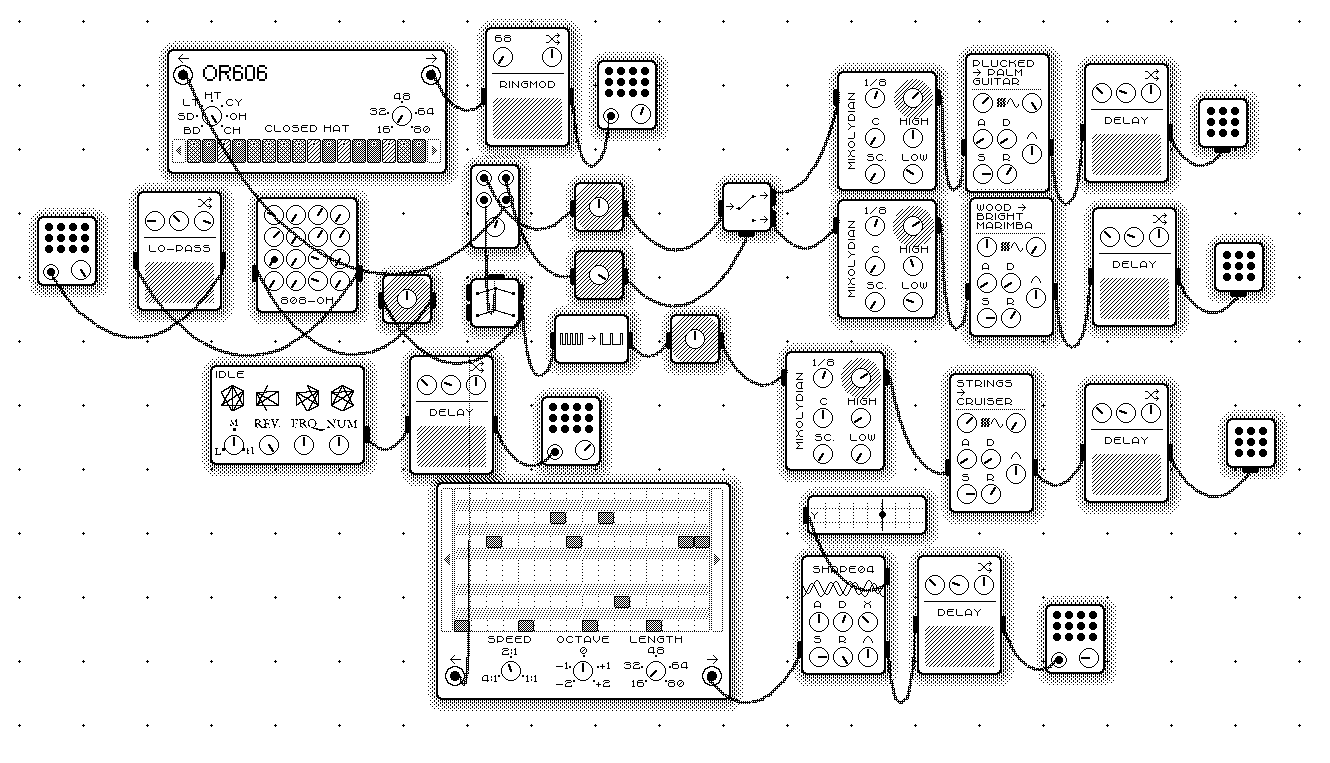 OR606
HT
LT
CY
SD
OH
BD
CH
CLOSED HAT
48
32
64
16
80
68
RINGMOD
LO-PASS
808-OH
IDLE
M
REV.
FRQ_
NUM
L
DELAY
1/8
MIXOLYDIAN
C
HIGH
SC.
LOW
PLUCKED
→ PALM
GUITAR
A D
S R
DELAY
1/8
MIXOLYDIAN
C
HIGH
SC.
LOW
WOOD →
BRIGHT
MARIMBA
A D
S R
DELAY
1/8
MIXOLYDIAN
C
HIGH
SC.
LOW
STRINGS
→
CRUISER
A D
S R
DELAY
SPEED
2:1
4:1
1:1
OCTAVE
0
-1
+1
-2
+2
LENGTH
48
32
64
16
80
Y
SHAPE04
A D X
S R
DELAY